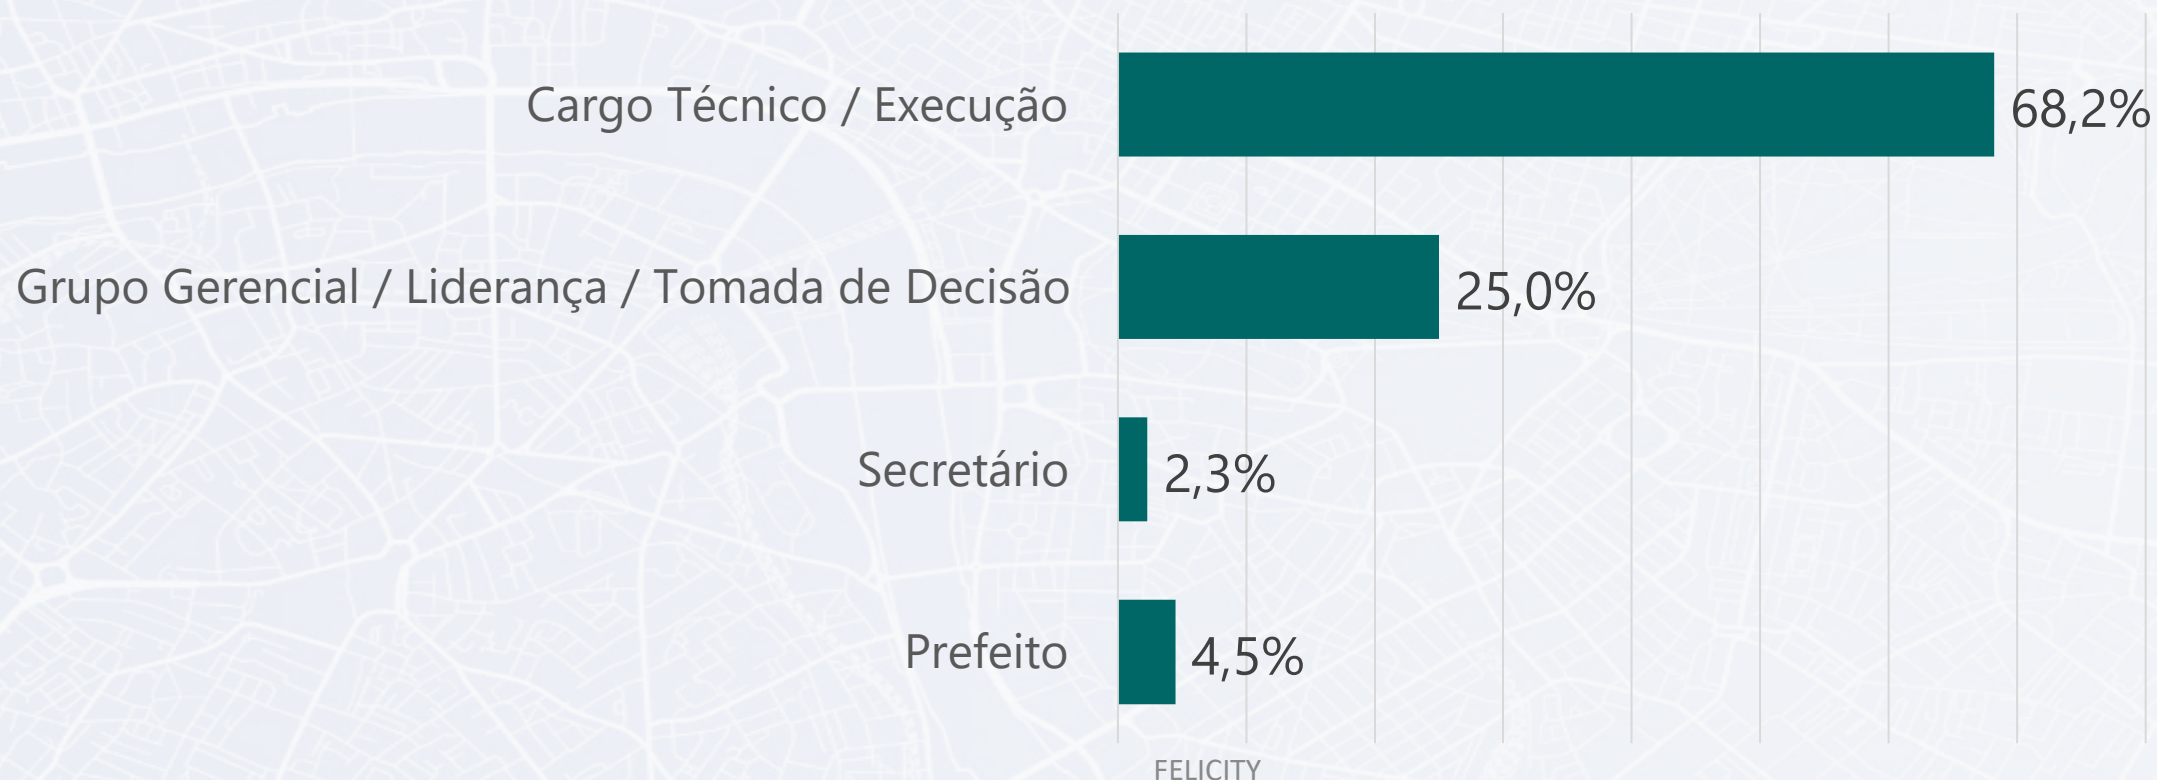 Cargo Técnico / Execução 68,2%
Grupo Gerencial / Liderança / Tomada de Decisão 25,0%
Secretário 2,3%
Prefeito 4,5%
FELICITY